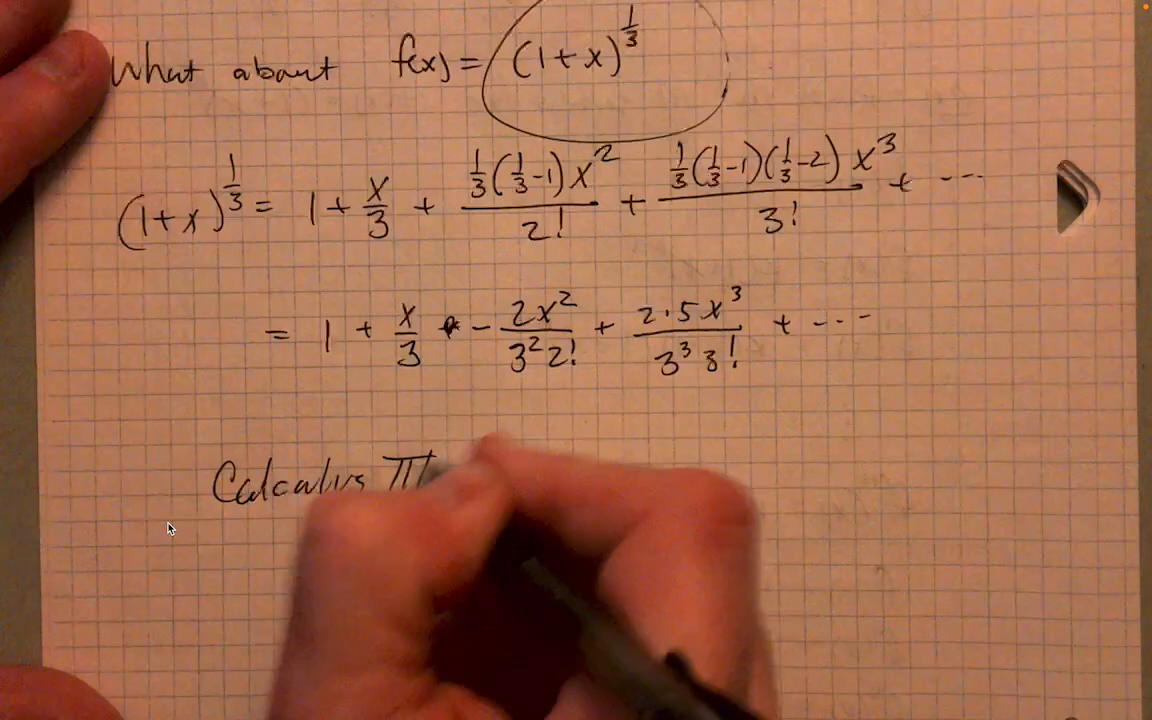 What about f(x) = (1+x)^{1/3}
(1+x)^{1/3} = 1 + x/3 + (1/3(1/3-1)x^2)/2! + (1/3(1/3-1)(1/3-2)x^3)/3! + ---
= 1 + x/3 - 2x^2/(3^2 2!) + 2·5x^3/(3^3 3!) + ---
Calculus